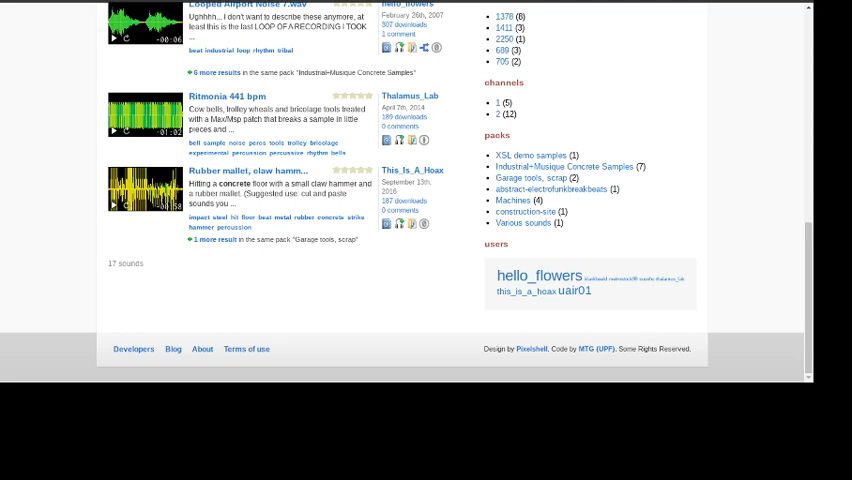 Looped Airport Noise 7.wav
Ughhhh... I don't want to describe these anymore, at
least this is the last LOOP OF A RECORDING I TOOK
...
beat industrial loop rhythm tribal
-00:06
hello_flowers
February 26th, 2007
307 downloads
1 comment
6 more results in the same pack "Industrial+Musique Concrete Samples"
Ritmonia 441 bpm
Cow bells, trolley wheals and bricolage tools treated
with a Max/Msp patch that breaks a sample in little
pieces and ...
bell sample noise percs tools trolley bricolage
experimental percussion percussive rhythm bells
-01:02
Thalamus_Lab
April 7th, 2014
189 downloads
0 comments
Rubber mallet, claw hamm...
Hitting a concrete floor with a small claw hammer and
a rubber mallet. (Suggested use: cut and paste
sounds you ...
impact steel hit floor beat metal rubber concrete strike
hammer percussion
This_Is_A_Hoax
September 13th,
2016
187 downloads
0 comments
1 more result in the same pack "Garage tools, scrap"
17 sounds
1378 (8)
1411 (3)
2250 (1)
689 (3)
705 (2)
channels
1 (5)
2 (12)
packs
XSL demo samples (1)
Industrial+Musique Concrete Samples (7)
Garage tools, scrap (2)
abstract-electrofunkbreakbeats (1)
Machines (4)
construction-site (1)
Various sounds (1)
users
hello_flowers thalamus_lab
this_is_a_hoax uair01
Developers Blog About Terms of use
Design by Pixelshell. Code by MTG (UPF). Some Rights Reserved.